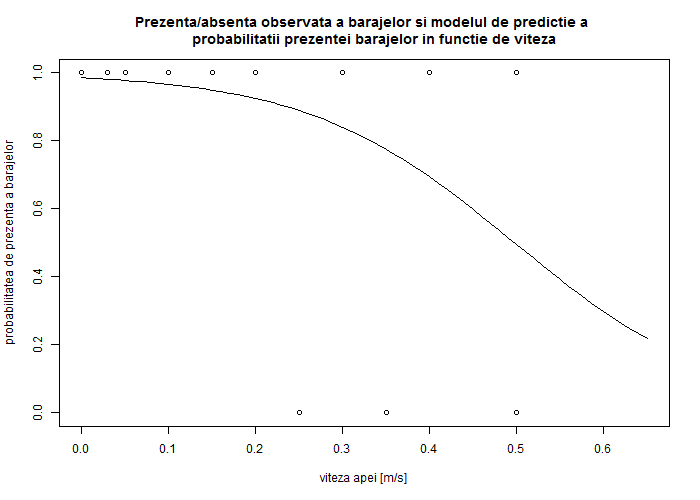 Prezenta/absenta observata a barajelor si modelul de predictie a
probabilitatii prezentei barajelor in functie de viteza
probabilitatea de prezenta a barajelor
1.0
0.8
0.6
0.4
0.2
0.0
0.0 0.1 0.2 0.3 0.4 0.5 0.6
viteza apei [m/s]